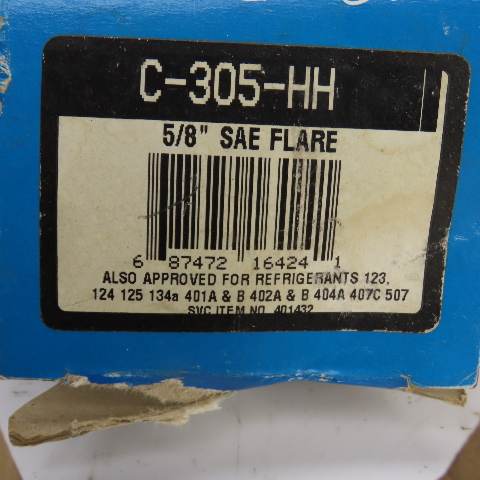 C-305-HH
5/8" SAE FLARE
6 87472 16424 1
ALSO APPROVED FOR REFRIGERANTS 123,
124 125 134a 401A & B 402A & B 404A 407C 507
SVC ITEM NO. 401432